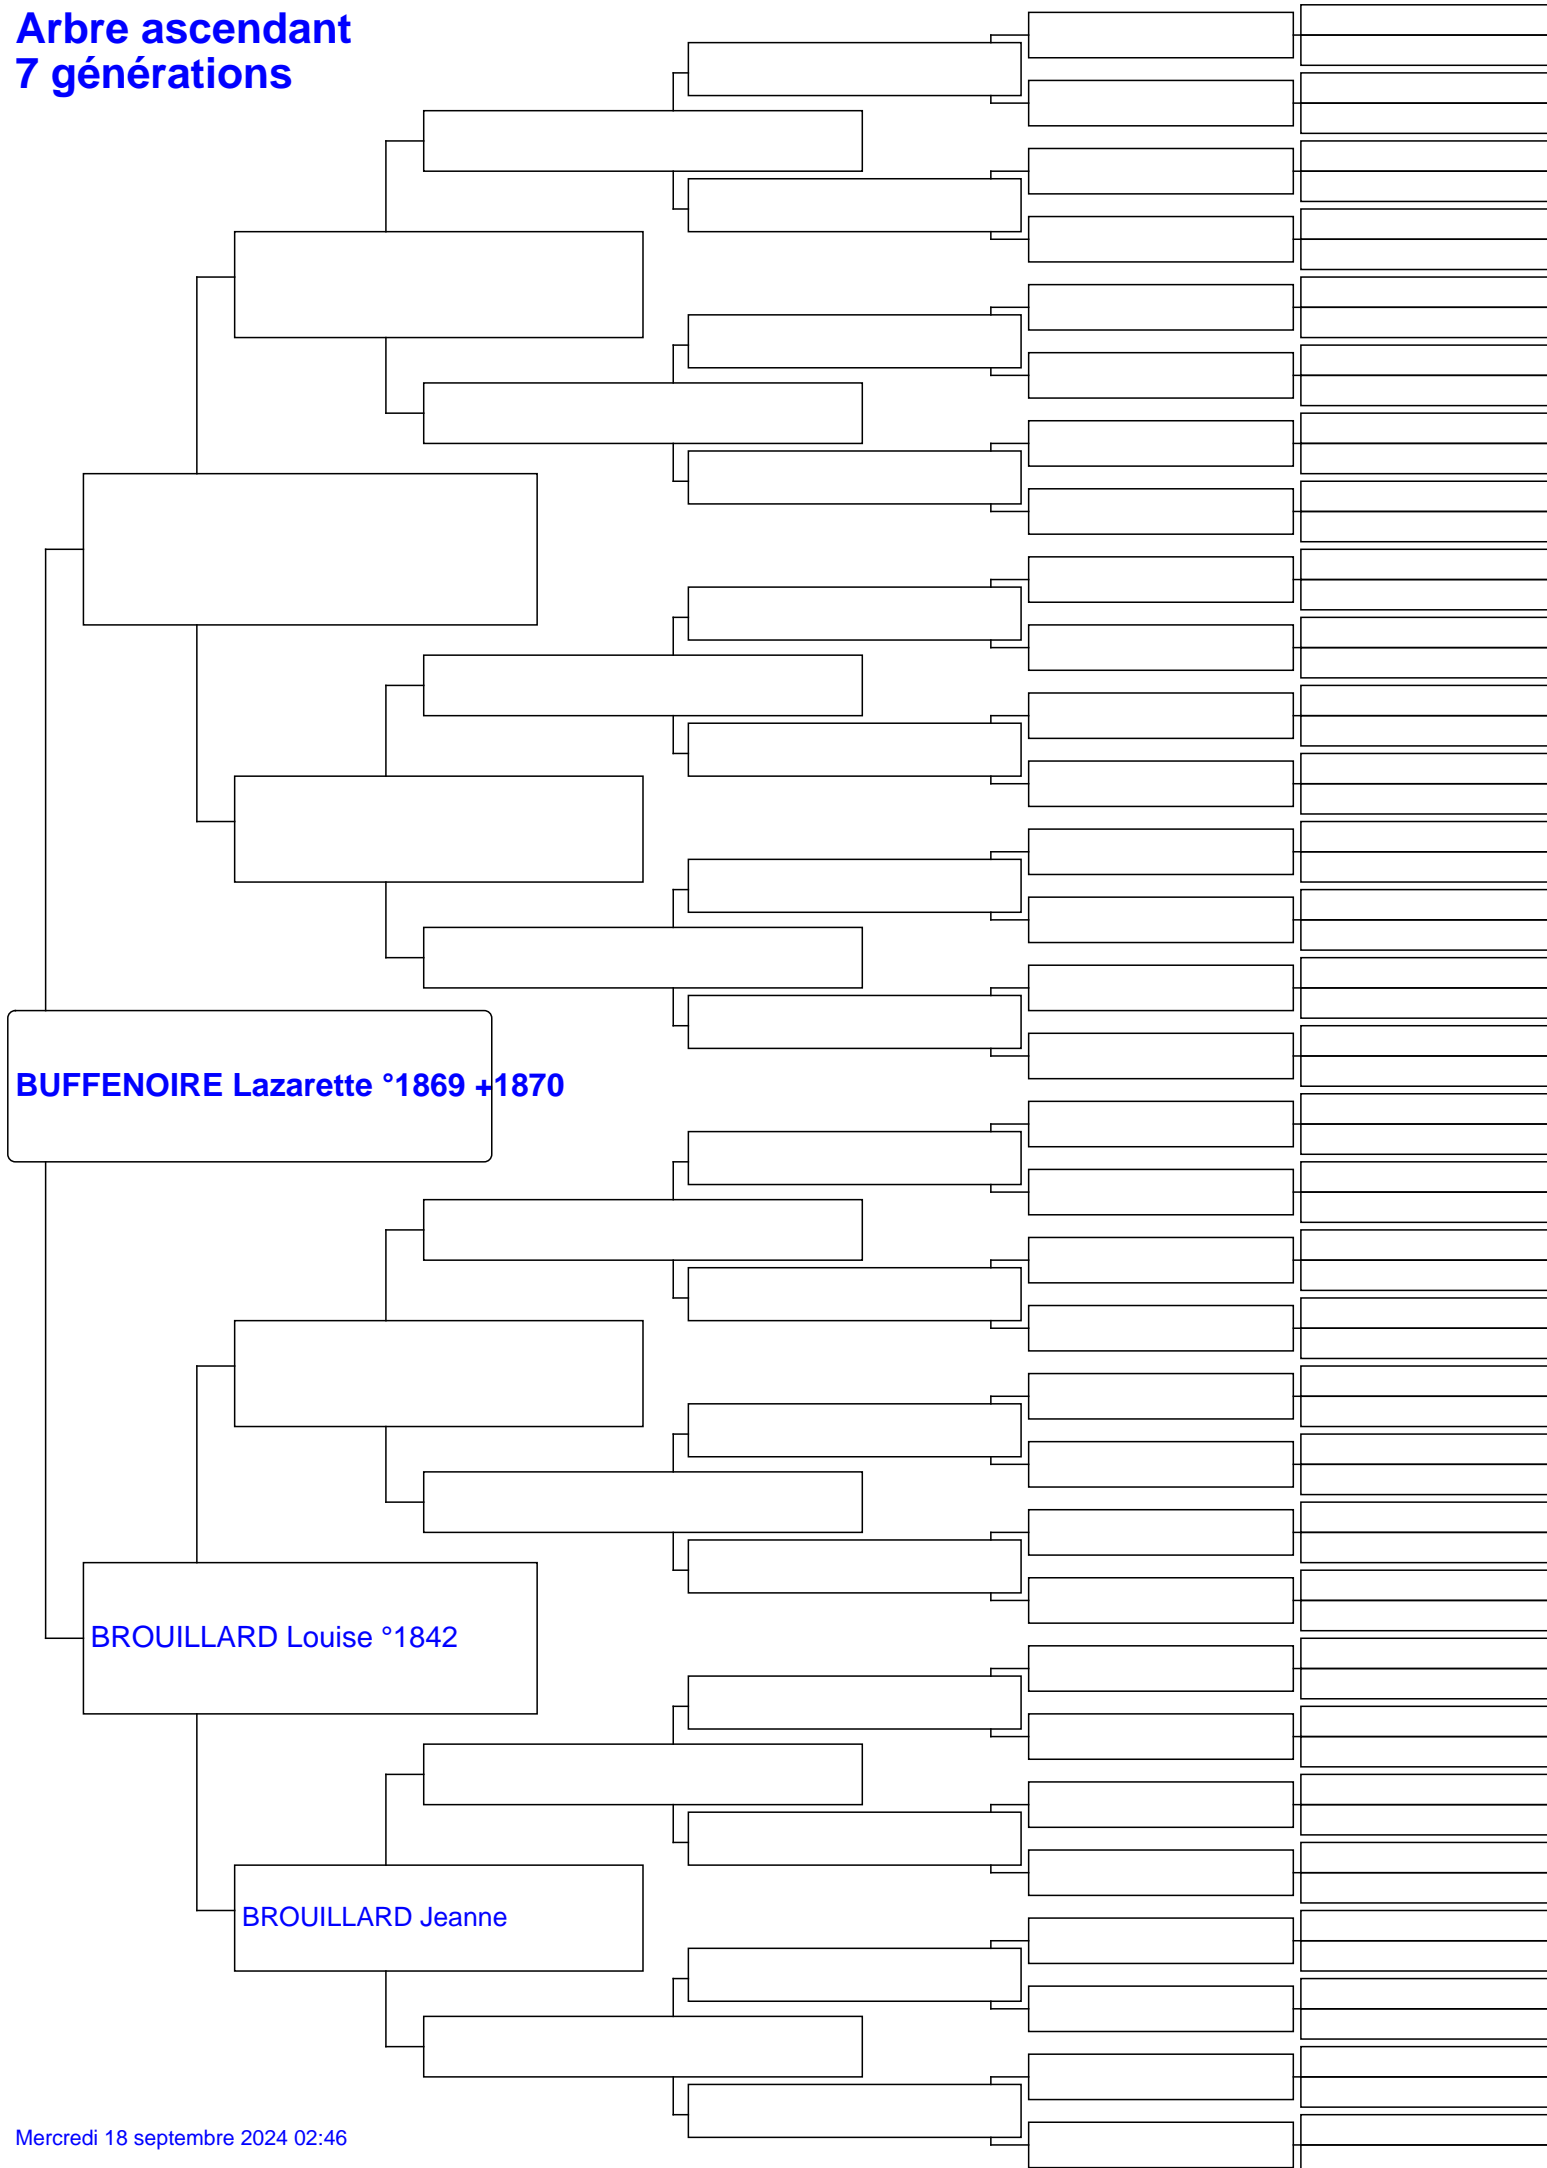 Arbre ascendant
7 générations
BUFFENOIRE Lazarette °1869 +1870
BROUILLARD Louise °1842
BROUILLARD Jeanne
Mercredi 18 septembre 2024 02:46